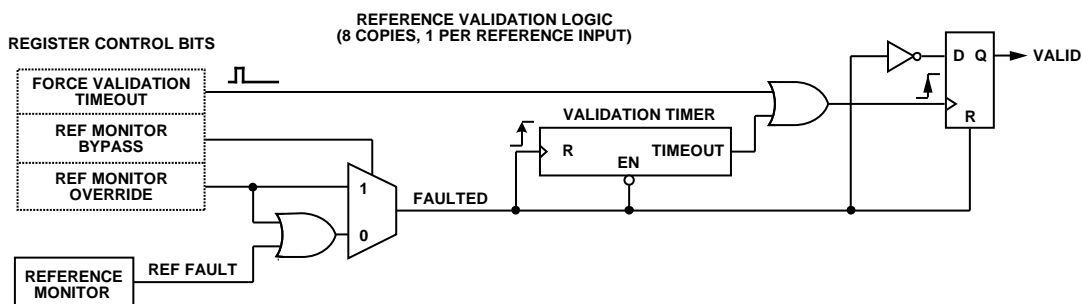 REFERENCE VALIDATION LOGIC
(8 COPIES, 1 PER REFERENCE INPUT)
REGISTER CONTROL BITS
FORCE VALIDATION
TIMEOUT
REF MONITOR
BYPASS
REF MONITOR
OVERRIDE
REFERENCE
MONITOR
REF FAULT
1
0
FAULTED
VALIDATION TIMER
R
EN
TIMEOUT
D Q
R
VALID